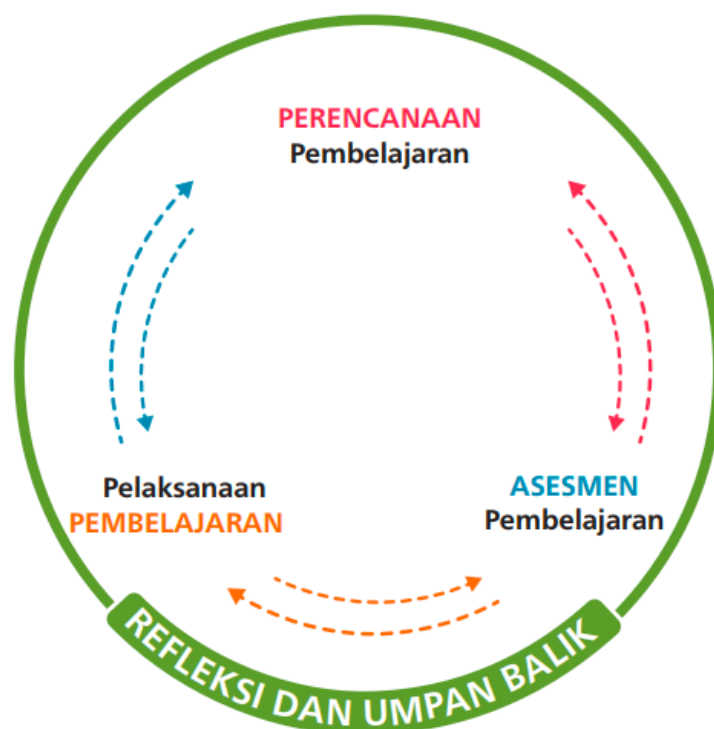 PERENCANAAN
Pembelajaran
Pelaksanaan
PEMBELAJARAN
ASESMEN
Pembelajaran
REFLEKSI DAN UMPAN BALIK